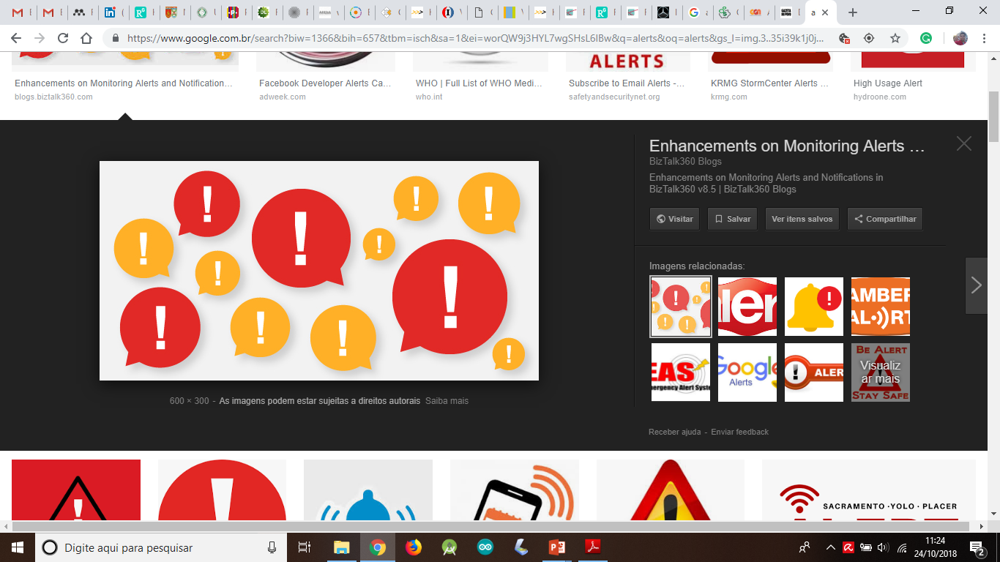 a
https://www.google.com.br/search?biw=1366&bih=657&tbm=isch&sa=1&ei=worQW9j3HYL7wgSHsL6IBw&q=alerts&oq=alerts&gs_l=img.3..35i39k1j0j...
ALERTS
Enhancements on Monitoring Alerts and Notification...
blogs.biztalk360.com
Facebook Developer Alerts Ca...
adweek.com
WHO | Full List of WHO Medi...
who.int
Subscribe to Email Alerts -...
safetyandsecuritynet.org
KRMG StormCenter Alerts ...
krmg.com
High Usage Alert
hydroone.com
! ! ! ! ! ! ! ! ! ! ! ! !
600 × 300 - As imagens podem estar sujeitas a direitos autorais Saiba mais
Enhancements on Monitoring Alerts ...
BizTalk360 Blogs
Enhancements on Monitoring Alerts and Notifications in
BizTalk360 v8.5 | BizTalk360 Blogs
Visitar
Salvar
Ver itens salvos
Compartilhar
Imagens relacionadas:
aler
!
AMBER
AL•))RT
EAS
Emergency Alert System
Google
Alerts
! ALER
BE ALERT
Visualiz
ar mais
STAY SAFE
Receber ajuda - Enviar feedback
SACRAMENTO · YOLO · PLACER
Digite aqui para pesquisar
11:24
24/10/2018
2